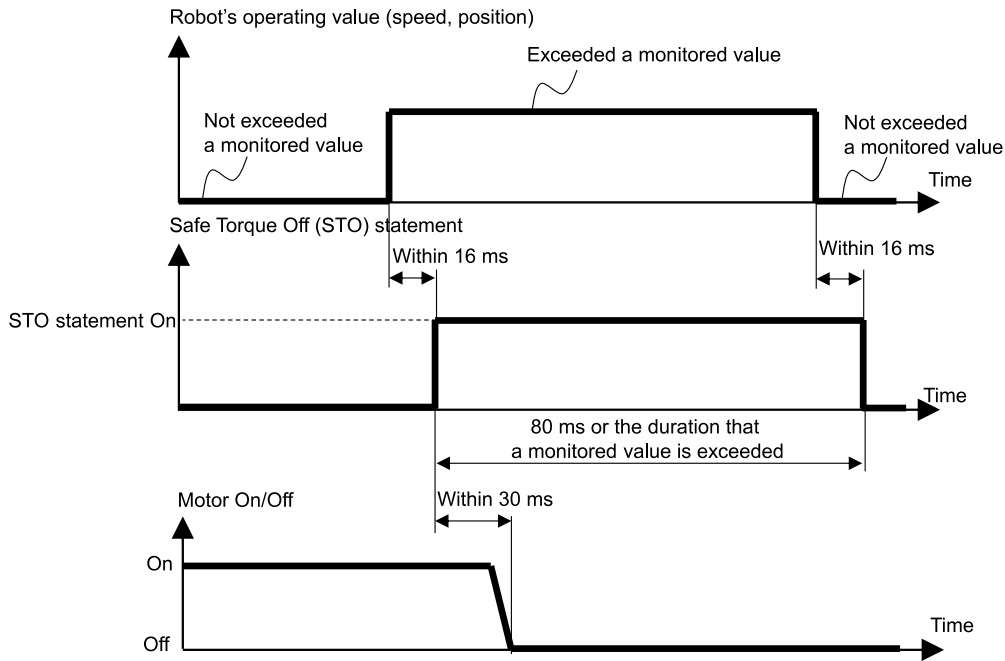 Robot's operating value (speed, position)
Exceeded a monitored value
Not exceeded
a monitored value
Not exceeded
a monitored value
Time
Safe Torque Off (STO) statement
Within 16 ms
Within 16 ms
STO statement On
Time
80 ms or the duration that
a monitored value is exceeded
Motor On/Off
Within 30 ms
On
Time
Off